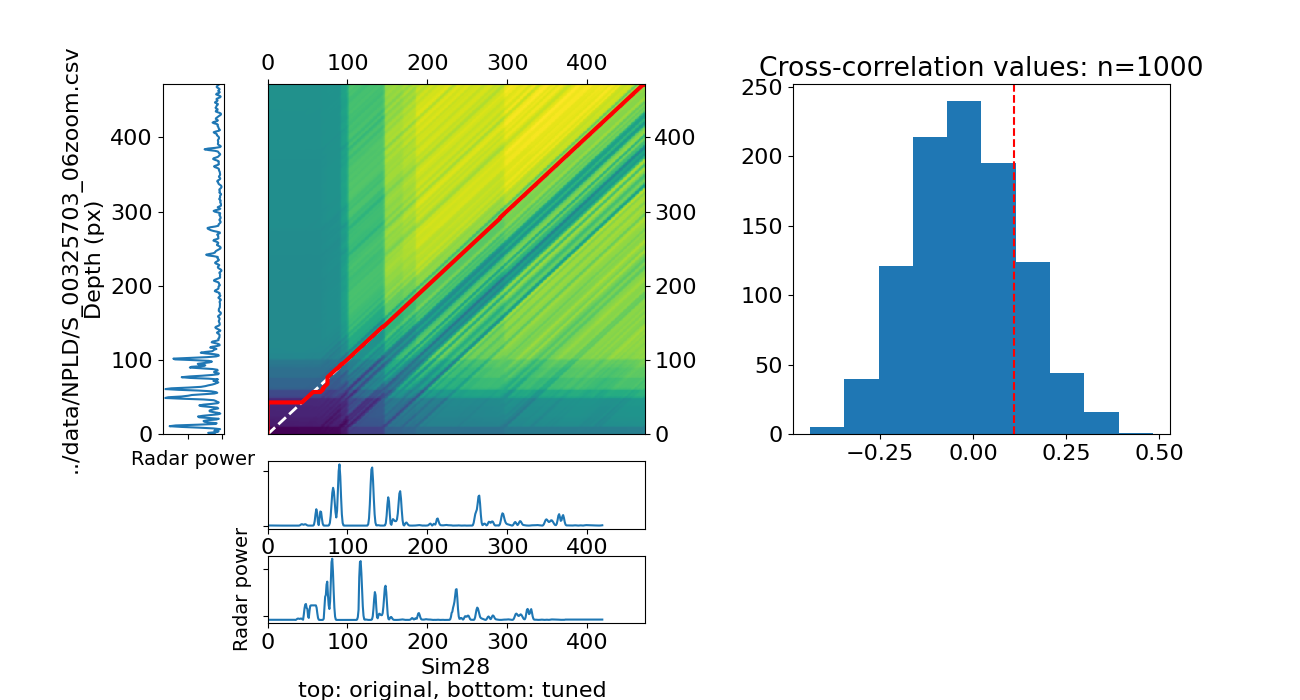 0 100 200 300 400
Cross-correlation values: n=1000
../data/NPLD/S_00325703_06zoom.csv
Depth (px)
400
300
200
100
0
400
300
200
100
0
250
200
150
100
50
0
−0.25 0.00 0.25 0.50
Radar power
0 100 200 300 400
Radar power
0 100 200 300 400
Sim28
top: original, bottom: tuned